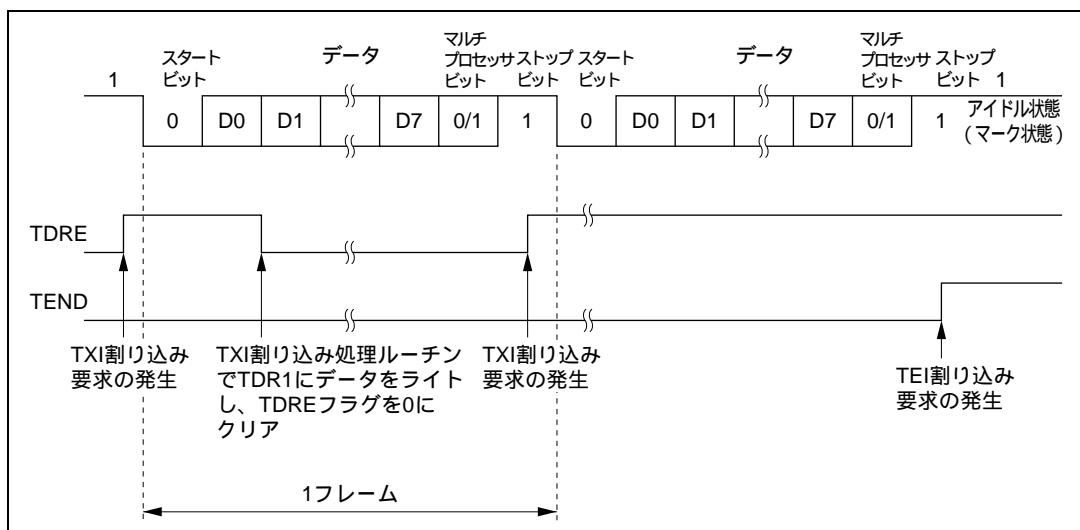 スタート
ビット
データ
マルチ
プロセッサ
ビット
ストップ
ビット
スタート
ビット
データ
マルチ
プロセッサ
ビット
ストップ
ビット
1
1
0
D0
D1
D7
0/1
1
0
D0
D1
D7
0/1
1
アイドル状態
(マーク状態)
TDRE
TEND
TXI割り込み
要求の発生
TXI割り込み処理ルーチン
でTDR1にデータをライト
し、TDREフラグを0に
クリア
TXI割り込み
要求の発生
TEI割り込み
要求の発生
1フレーム